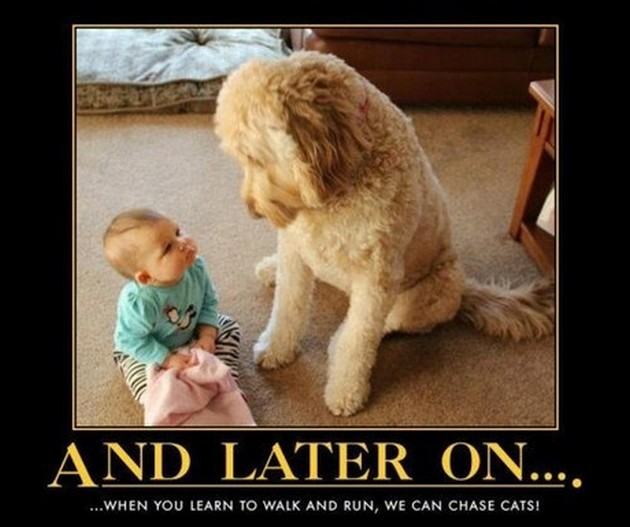 AND LATER ON....
...WHEN YOU LEARN TO WALK AND RUN, WE CAN CHASE CATS!